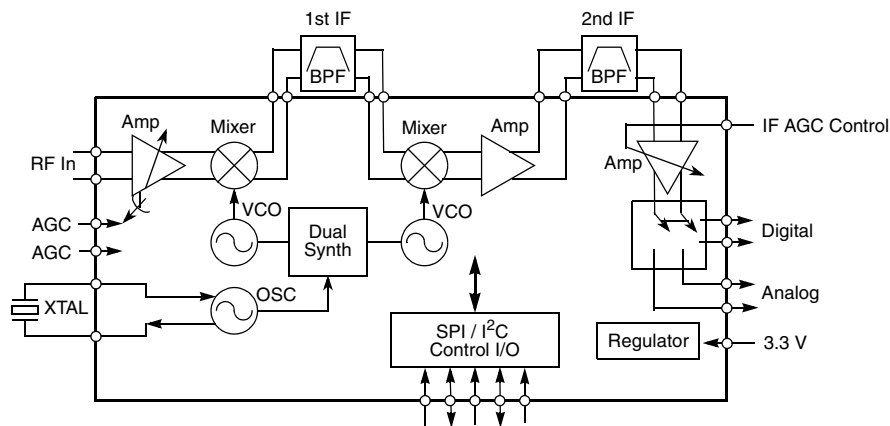 1st IF
2nd IF
BPF
BPF
Amp
Mixer
Mixer
Amp
IF AGC Control
RF In
Amp
VCO
VCO
AGC
AGC
Dual
Synth
Digital
XTAL
OSC
Analog
SPI / I²C
Control I/O
Regulator
3.3 V